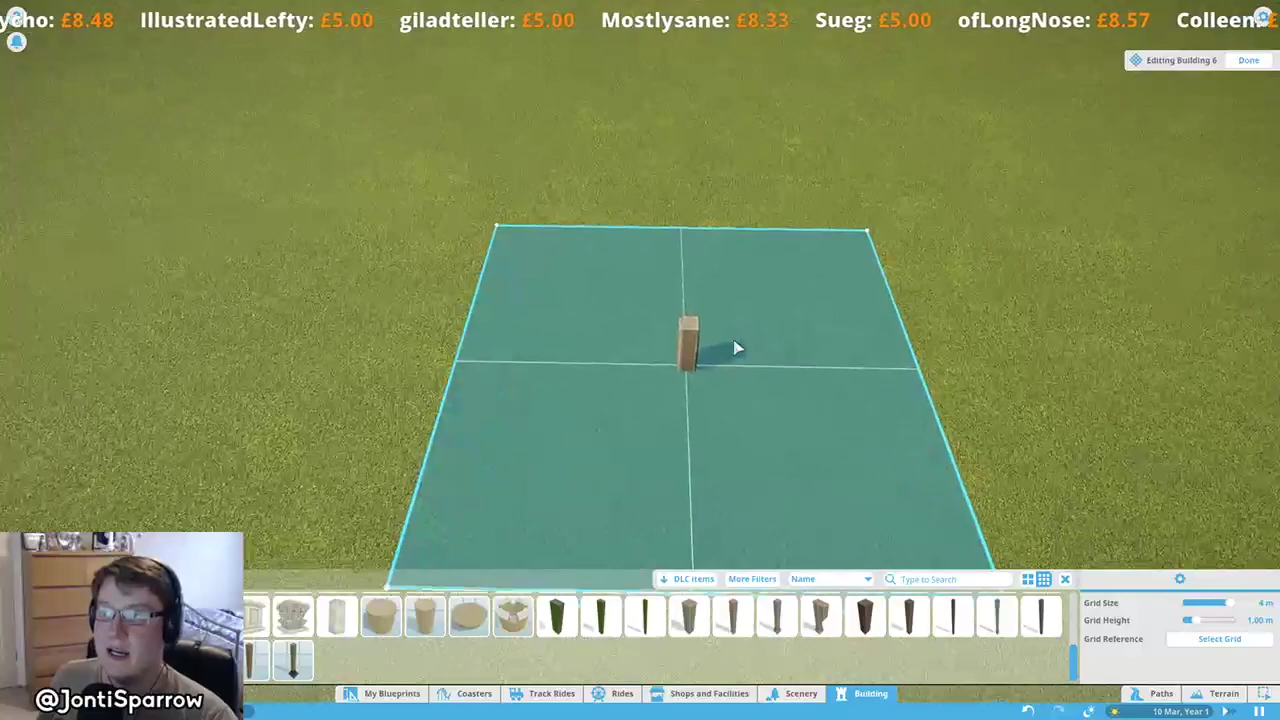 ycho: £8.48 IllustratedLefty: £5.00 giladteller: £5.00 Mostlysane: £8.33 Sueg: £5.00 ofLongNose: £8.57 Colleen:
Editing Building 6 Done
DLC items More Filters Name Type to Search
Grid Size 4 m
Grid Height 1.00 m
Grid Reference Select Grid
@JontiSparrow
My Blueprints Coasters Track Rides Rides Shops and Facilities Scenery Building Paths Terrain
10 Mar, Year 1